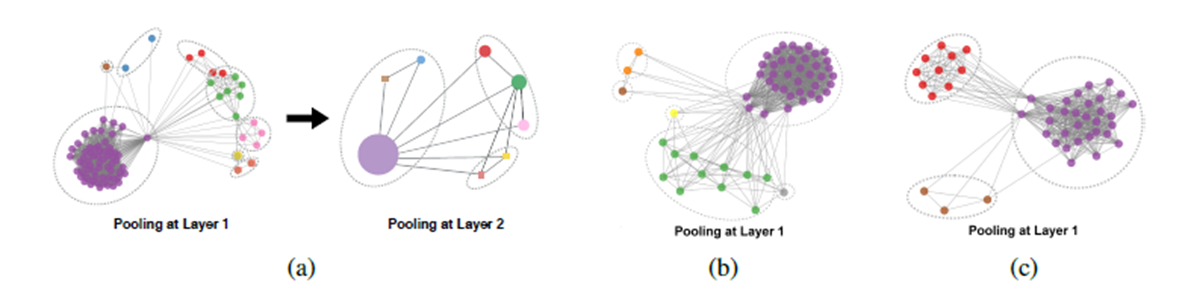 Pooling at Layer 1
Pooling at Layer 2
Pooling at Layer 1
Pooling at Layer 1
(a)
(b)
(c)